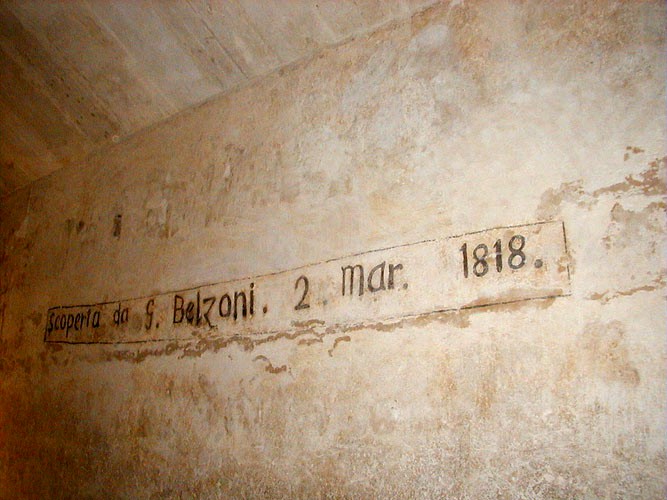 Scoperta da G. Belzoni. 2. Mar. 1818.